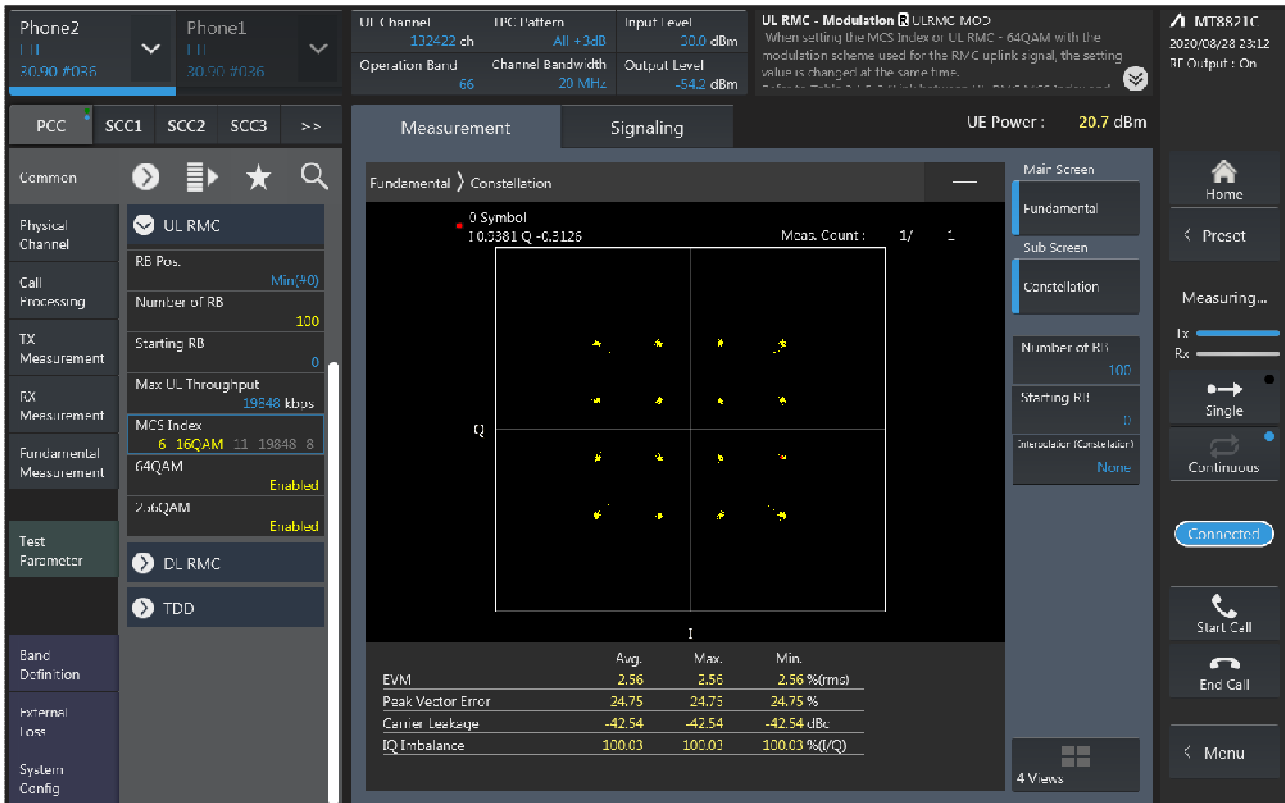 Phone2
LTE
30.90 #036
Phone1
LTE
30.90 #036
UL Channel
132422 ch
TPC Pattern
All +3dB
Input Level
30.0 dBm
Operation Band
66
Channel Bandwidth
20 MHz
Output Level
-54.2 dBm
UL RMC - Modulation R ULRMC_MOD
When setting the MCS Index or UL RMC - 64QAM with the
modulation scheme used for the RMC uplink signal, the setting
value is changed at the same time.
MT8821C
2020/08/28 23:12
RF Output : On
PCC
SCC1
SCC2
SCC3
>>
Measurement
Signaling
UE Power :
20.7 dBm
Common
Physical
Channel
Call
Processing
TX
Measurement
RX
Measurement
Fundamental
Measurement
Test
Parameter
Band
Definition
External
Loss
System
Config
UL RMC
RB Pos.
Min(#0)
Number of RB
100
Starting RB
0
Max UL Throughput
19848 kbps
MCS Index
6 16QAM 11 19848 8
64QAM
Enabled
256QAM
Enabled
DL RMC
TDD
Fundamental 〉 Constellation
0 Symbol
Meas. Count : 1/ 1
Q
I
Avg. Max. Min.
EVM 2.56 2.56 2.56 %(rms)
Peak Vector Error 24.75 24.75 24.75 %
Carrier Leakage -42.54 -42.54 -42.54 dBc
IQ Imbalance 100.03 100.03 100.03 %(I/Q)
Main Screen
Fundamental
Sub Screen
Constellation
Number of RB
100
Starting RB
0
Interpolation (Constellation)
None
4 Views
Home
< Preset
Measuring...
Tx
Rx
Single
Continuous
Connected
Start Call
End Call
< Menu